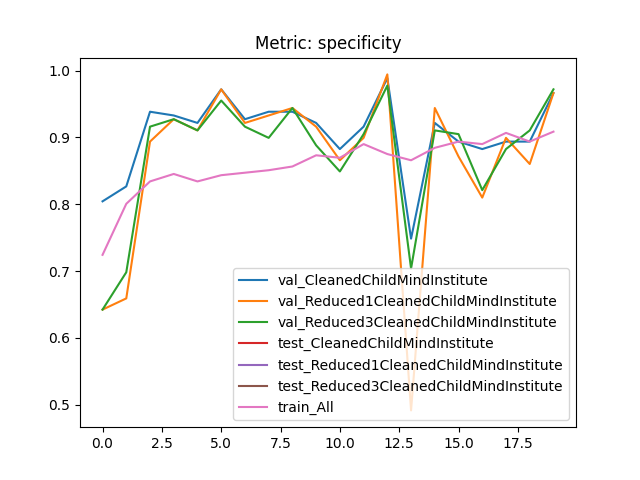 Metric: specificity
1.0
0.9
0.8
0.7
0.6
0.5
val_CleanedChildMindInstitute
val_Reduced1CleanedChildMindInstitute
val_Reduced3CleanedChildMindInstitute
test_CleanedChildMindInstitute
test_Reduced1CleanedChildMindInstitute
test_Reduced3CleanedChildMindInstitute
train_All
0.0 2.5 5.0 7.5 10.0 12.5 15.0 17.5